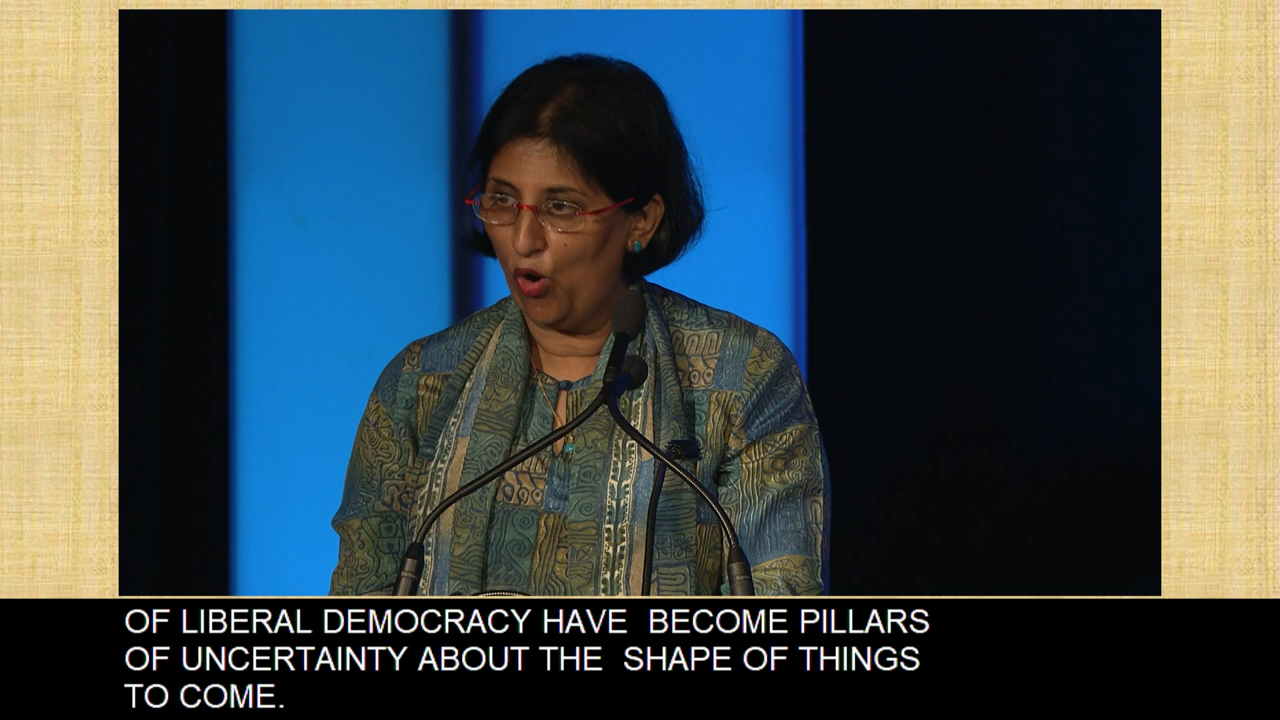 OF LIBERAL DEMOCRACY HAVE  BECOME PILLARS
OF UNCERTAINTY ABOUT THE  SHAPE OF THINGS
TO COME.